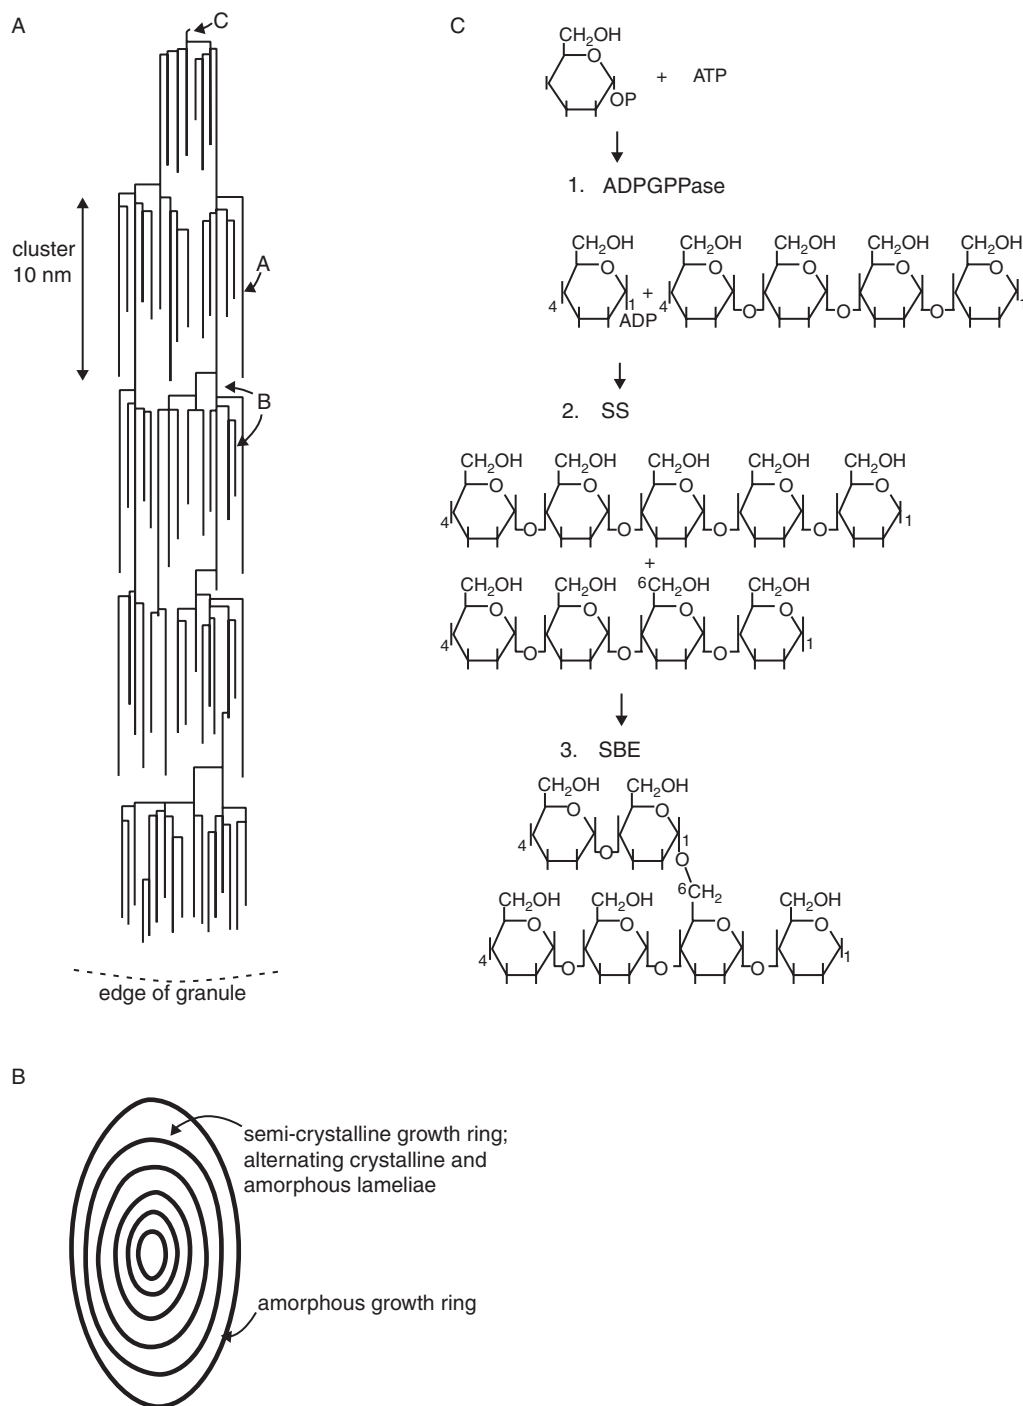 A
C
cluster
10 nm
A
B
edge of granule
B
semi-crystalline growth ring;
alternating crystalline and
amorphous lameliae
amorphous growth ring
C
CH2OH
O
OP
+ ATP
1. ADPGPPase
CH2OH CH2OH CH2OH CH2OH CH2OH
O O O O O
4 1 + 4
ADP O O O
2. SS
CH2OH CH2OH CH2OH CH2OH CH2OH
O O O O O
4 O O O O 1
+
CH2OH CH2OH 6CH2OH CH2OH
O O O O
4 O O O 1
3. SBE
CH2OH CH2OH
O O
4 O 1
O
6CH2
CH2OH CH2OH CH2OH
O O O O
4 O O O 1